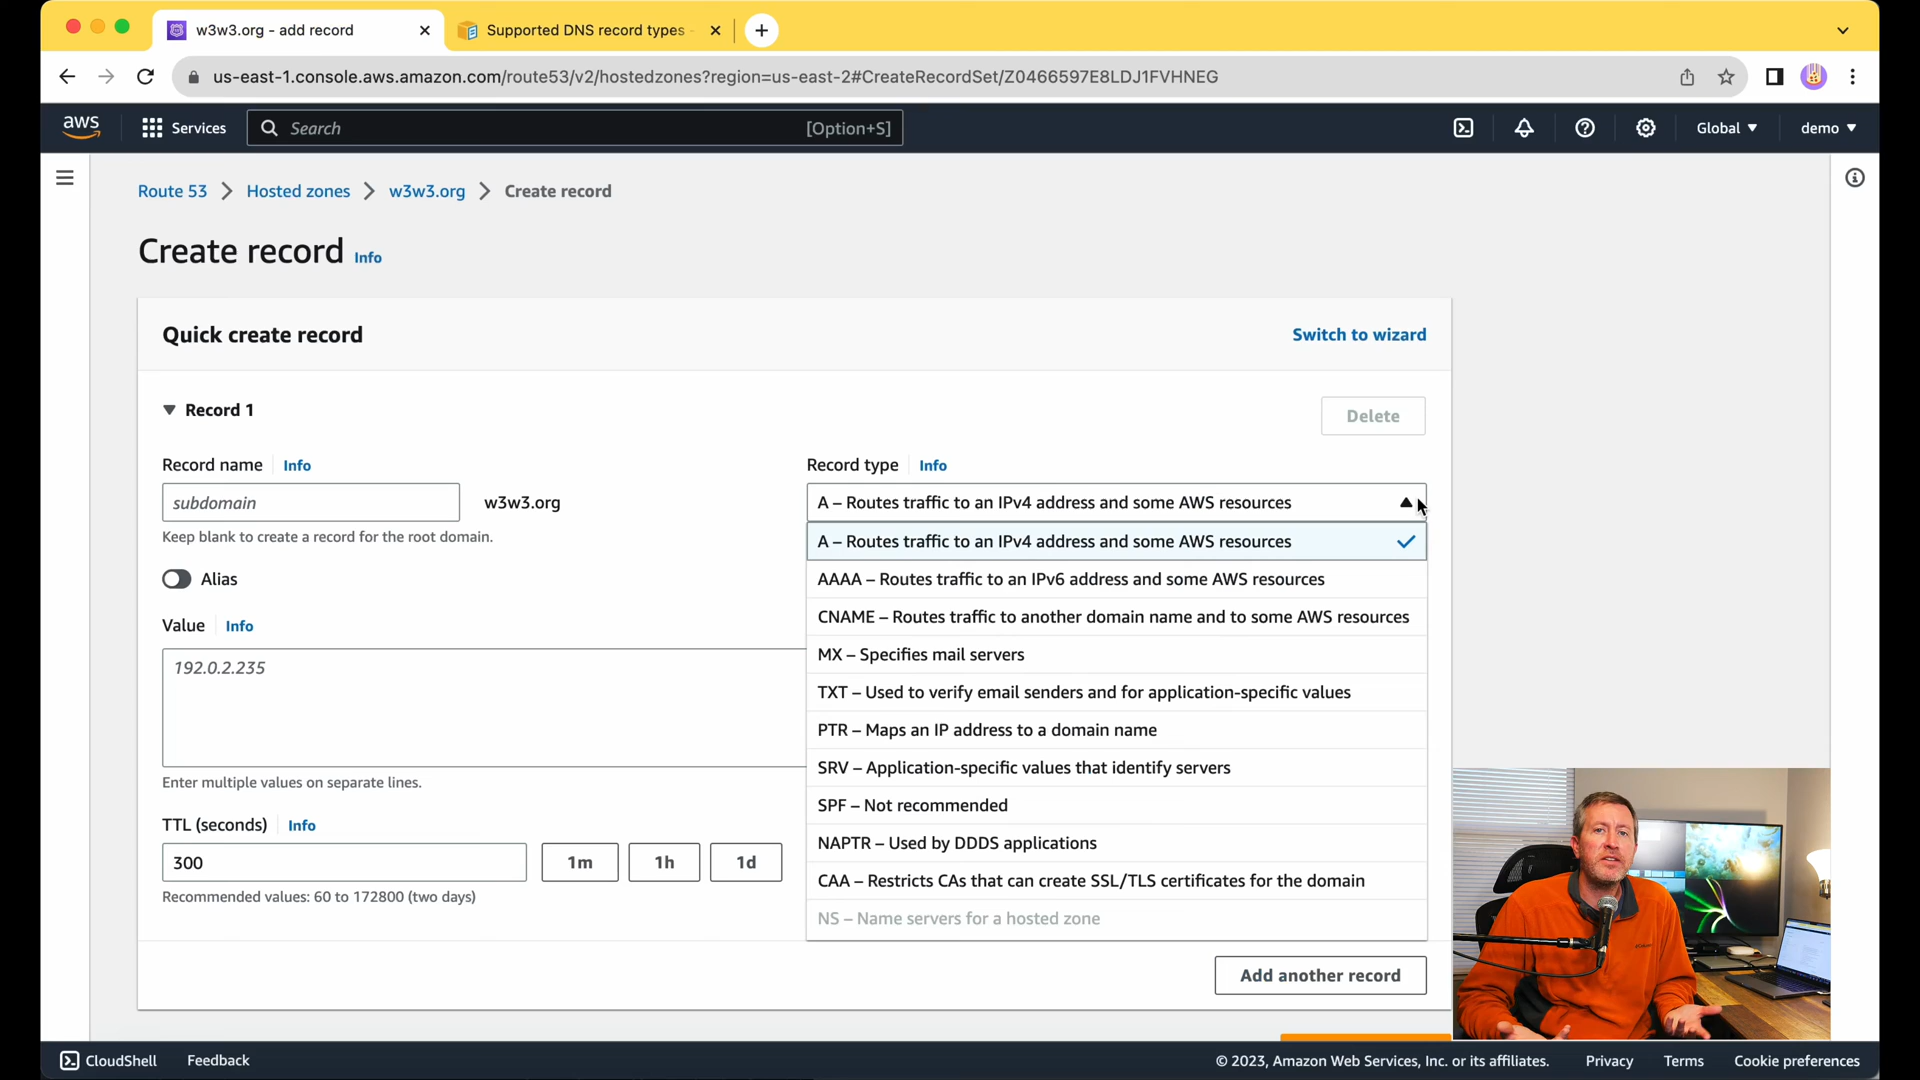 w3w3.org - add record
Supported DNS record types -
us-east-1.console.aws.amazon.com/route53/v2/hostedzones?region=us-east-2#CreateRecordSet/Z0466597E8LDJ1FVHNEG
aws
Services
Search
[Option+S]
Global
demo
Route 53
Hosted zones
w3w3.org
Create record
Create record
Info
Quick create record
Switch to wizard
Record 1
Delete
Record name
Info
Record type
Info
subdomain
w3w3.org
A – Routes traffic to an IPv4 address and some AWS resources
Keep blank to create a record for the root domain.
A – Routes traffic to an IPv4 address and some AWS resources
Alias
AAAA – Routes traffic to an IPv6 address and some AWS resources
CNAME – Routes traffic to another domain name and to some AWS resources
Value
Info
MX – Specifies mail servers
192.0.2.235
TXT – Used to verify email senders and for application-specific values
PTR – Maps an IP address to a domain name
SRV – Application-specific values that identify servers
Enter multiple values on separate lines.
SPF – Not recommended
TTL (seconds)
Info
NAPTR – Used by DDDS applications
300
1m
1h
1d
CAA – Restricts CAs that can create SSL/TLS certificates for the domain
Recommended values: 60 to 172800 (two days)
NS – Name servers for a hosted zone
Add another record
CloudShell
Feedback
© 2023, Amazon Web Services, Inc. or its affiliates.
Privacy
Terms
Cookie preferences